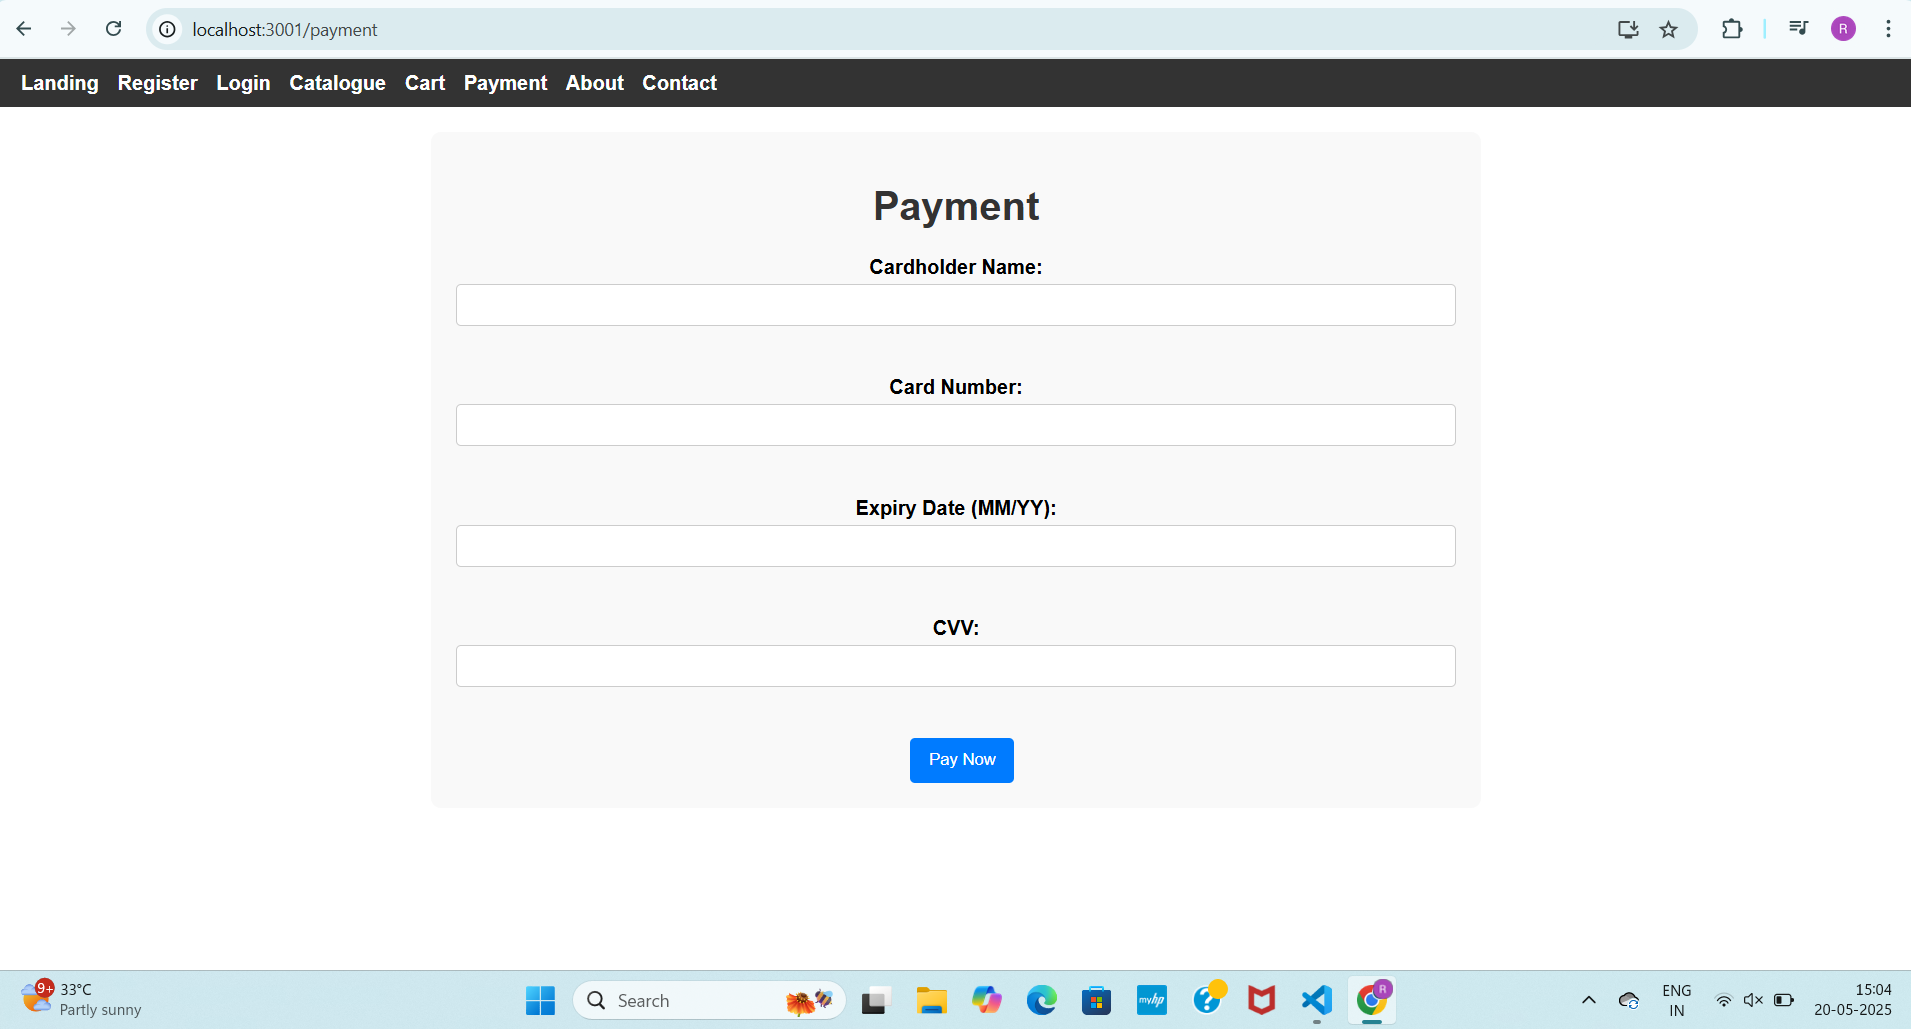 localhost:3001/payment
R
Landing Register Login Catalogue Cart Payment About Contact
Payment
Cardholder Name:
Card Number:
Expiry Date (MM/YY):
CVV:
Pay Now
9+
33°C
Partly sunny
Search
myhp
R
ENG
IN
15:04
20-05-2025